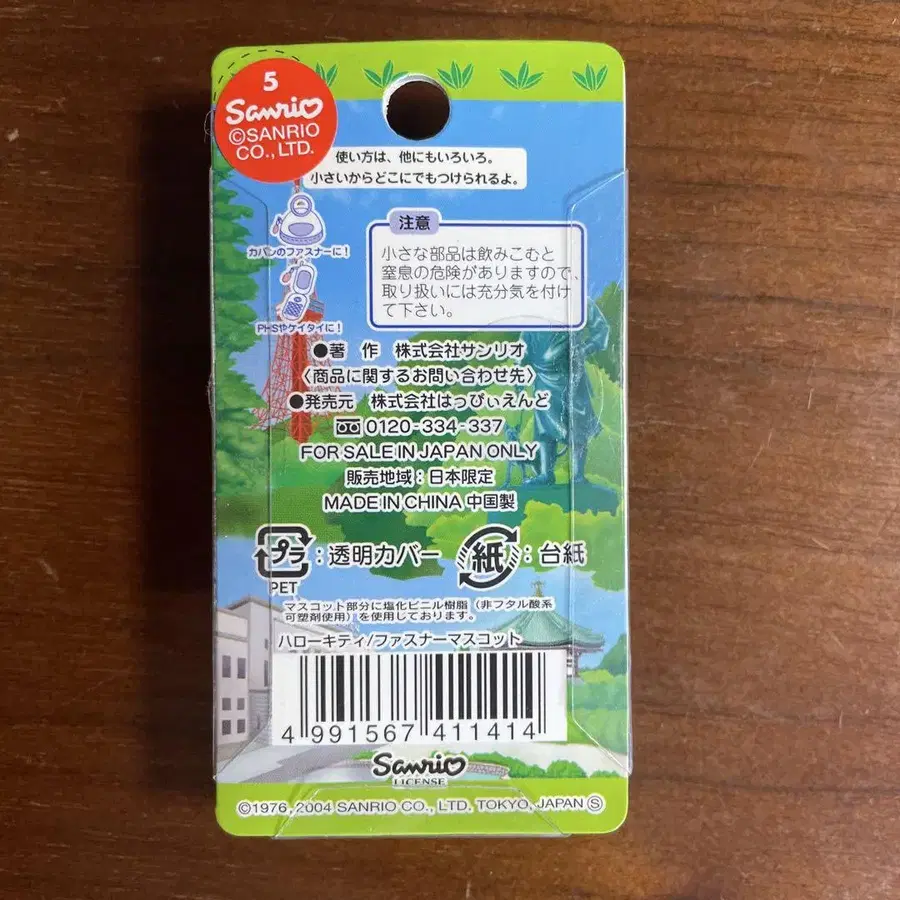 5
Sanrio
©SANRIO
CO., LTD.
使い方は、他にもいろいろ。
小さいからどこにでもつけられるよ。
カバンのファスナーに!
PHSやケイタイに!
注意
小さな部品は飲みこむと
窒息の危険がありますので、
取り扱いには充分気を付け
て下さい。
●著 作 株式会社サンリオ
〈商品に関するお問い合わせ先〉
●発売元 株式会社はっぴぃえんど
0120-334-337
FOR SALE IN JAPAN ONLY
販売地域:日本限定
MADE IN CHINA 中国製
プラ:透明カバー 紙:台紙
PET
マスコット部分に塩化ビニル樹脂(非フタル酸系
可塑剤使用)を使用しております。
ハローキティ/ファスナーマスコット
4 991567 411414
Sanrio
LICENSE
©1976, 2004 SANRIO CO., LTD. TOKYO, JAPAN Ⓢ